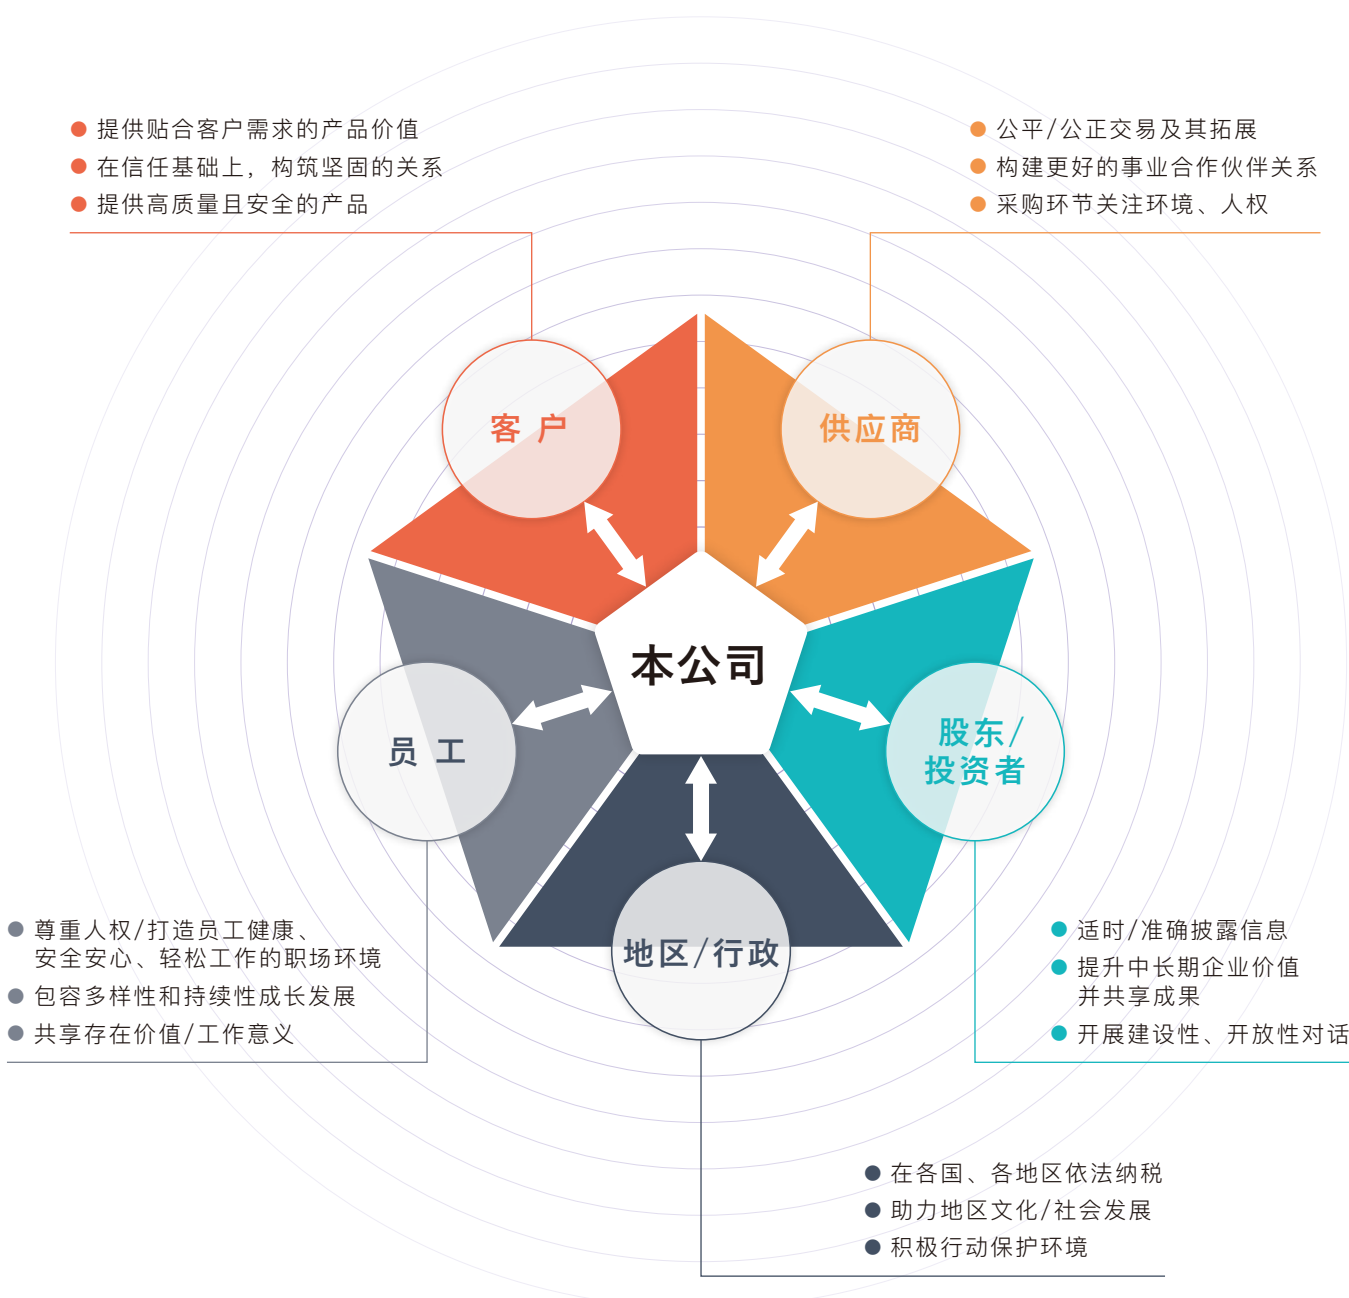 提供贴合客户需求的产品价值
在信任基础上，构筑坚固的关系
提供高质量且安全的产品
公平/公正交易及其拓展
构建更好的事业合作伙伴关系
采购环节关注环境、人权
客 户
供应商
本公司
员 工
股东/
投资者
地区/行政
尊重人权/打造员工健康、
安全安心、轻松工作的职场环境
包容多样性和持续性成长发展
共享存在价值/工作意义
适时/准确披露信息
提升中长期企业价值
并共享成果
开展建设性、开放性对话
在各国、各地区依法纳税
助力地区文化/社会发展
积极行动保护环境